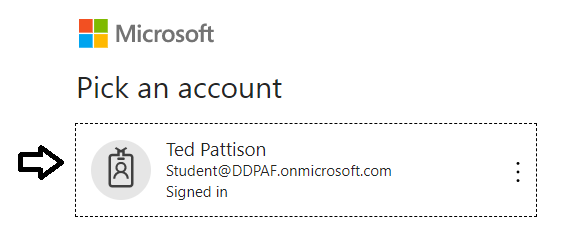 Microsoft
Pick an account
Ted Pattison
Student@DDPAF.onmicrosoft.com
Signed in